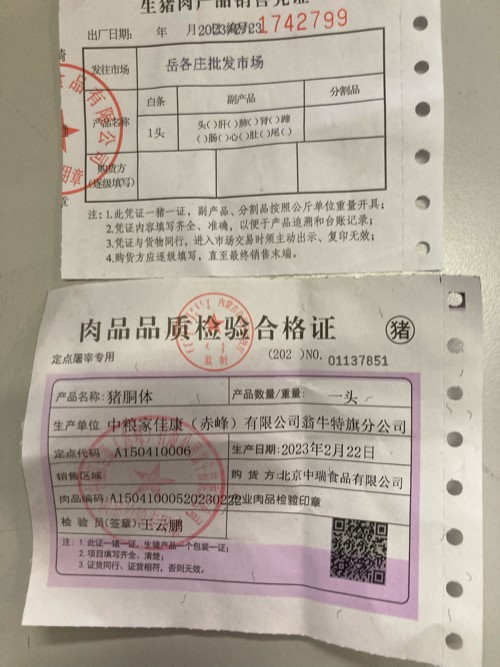 生猪肉产品销售凭证
出厂日期: 年 月 2023/2/23 1742799
发往市场 岳各庄批发市场
产品名称 白条 副产品 分割品
1头 头( )肝( )肺( )肾( )蹄
( )肠( )心( )肚( )尾( )
购货方
(逐级填写)
注:1.此凭证一猪一证,副产品、分割品按照公斤单位重量开具;
2.凭证内容填写齐全、准确,以便于产品追溯和台账记录;
3.凭证与货物同行,进入市场交易时须主动出示、复印无效;
4.购货方应逐级填写,直至最终销售末端。
肉品品质检验合格证 猪
定点屠宰专用 监制 (202 )NO. 01137851
产品名称: 猪胴体 产品数量/重量: 一头
生产单位 中粮家佳康(赤峰)有限公司翁牛特旗分公司
定点代码 A150410006 生产日期: 2023年2月22日
销售区域: 购 货 方: 北京中瑞食品有限公司
肉品编码: A15041000520230222 企业肉品检验印章
检 验 员(签章): 王云鹏
注: 1. 此证一猪一证, 生猪产品一个包装一证;
2. 项目填写齐全、清楚;
3. 证货同行、证货相符, 否则无效。